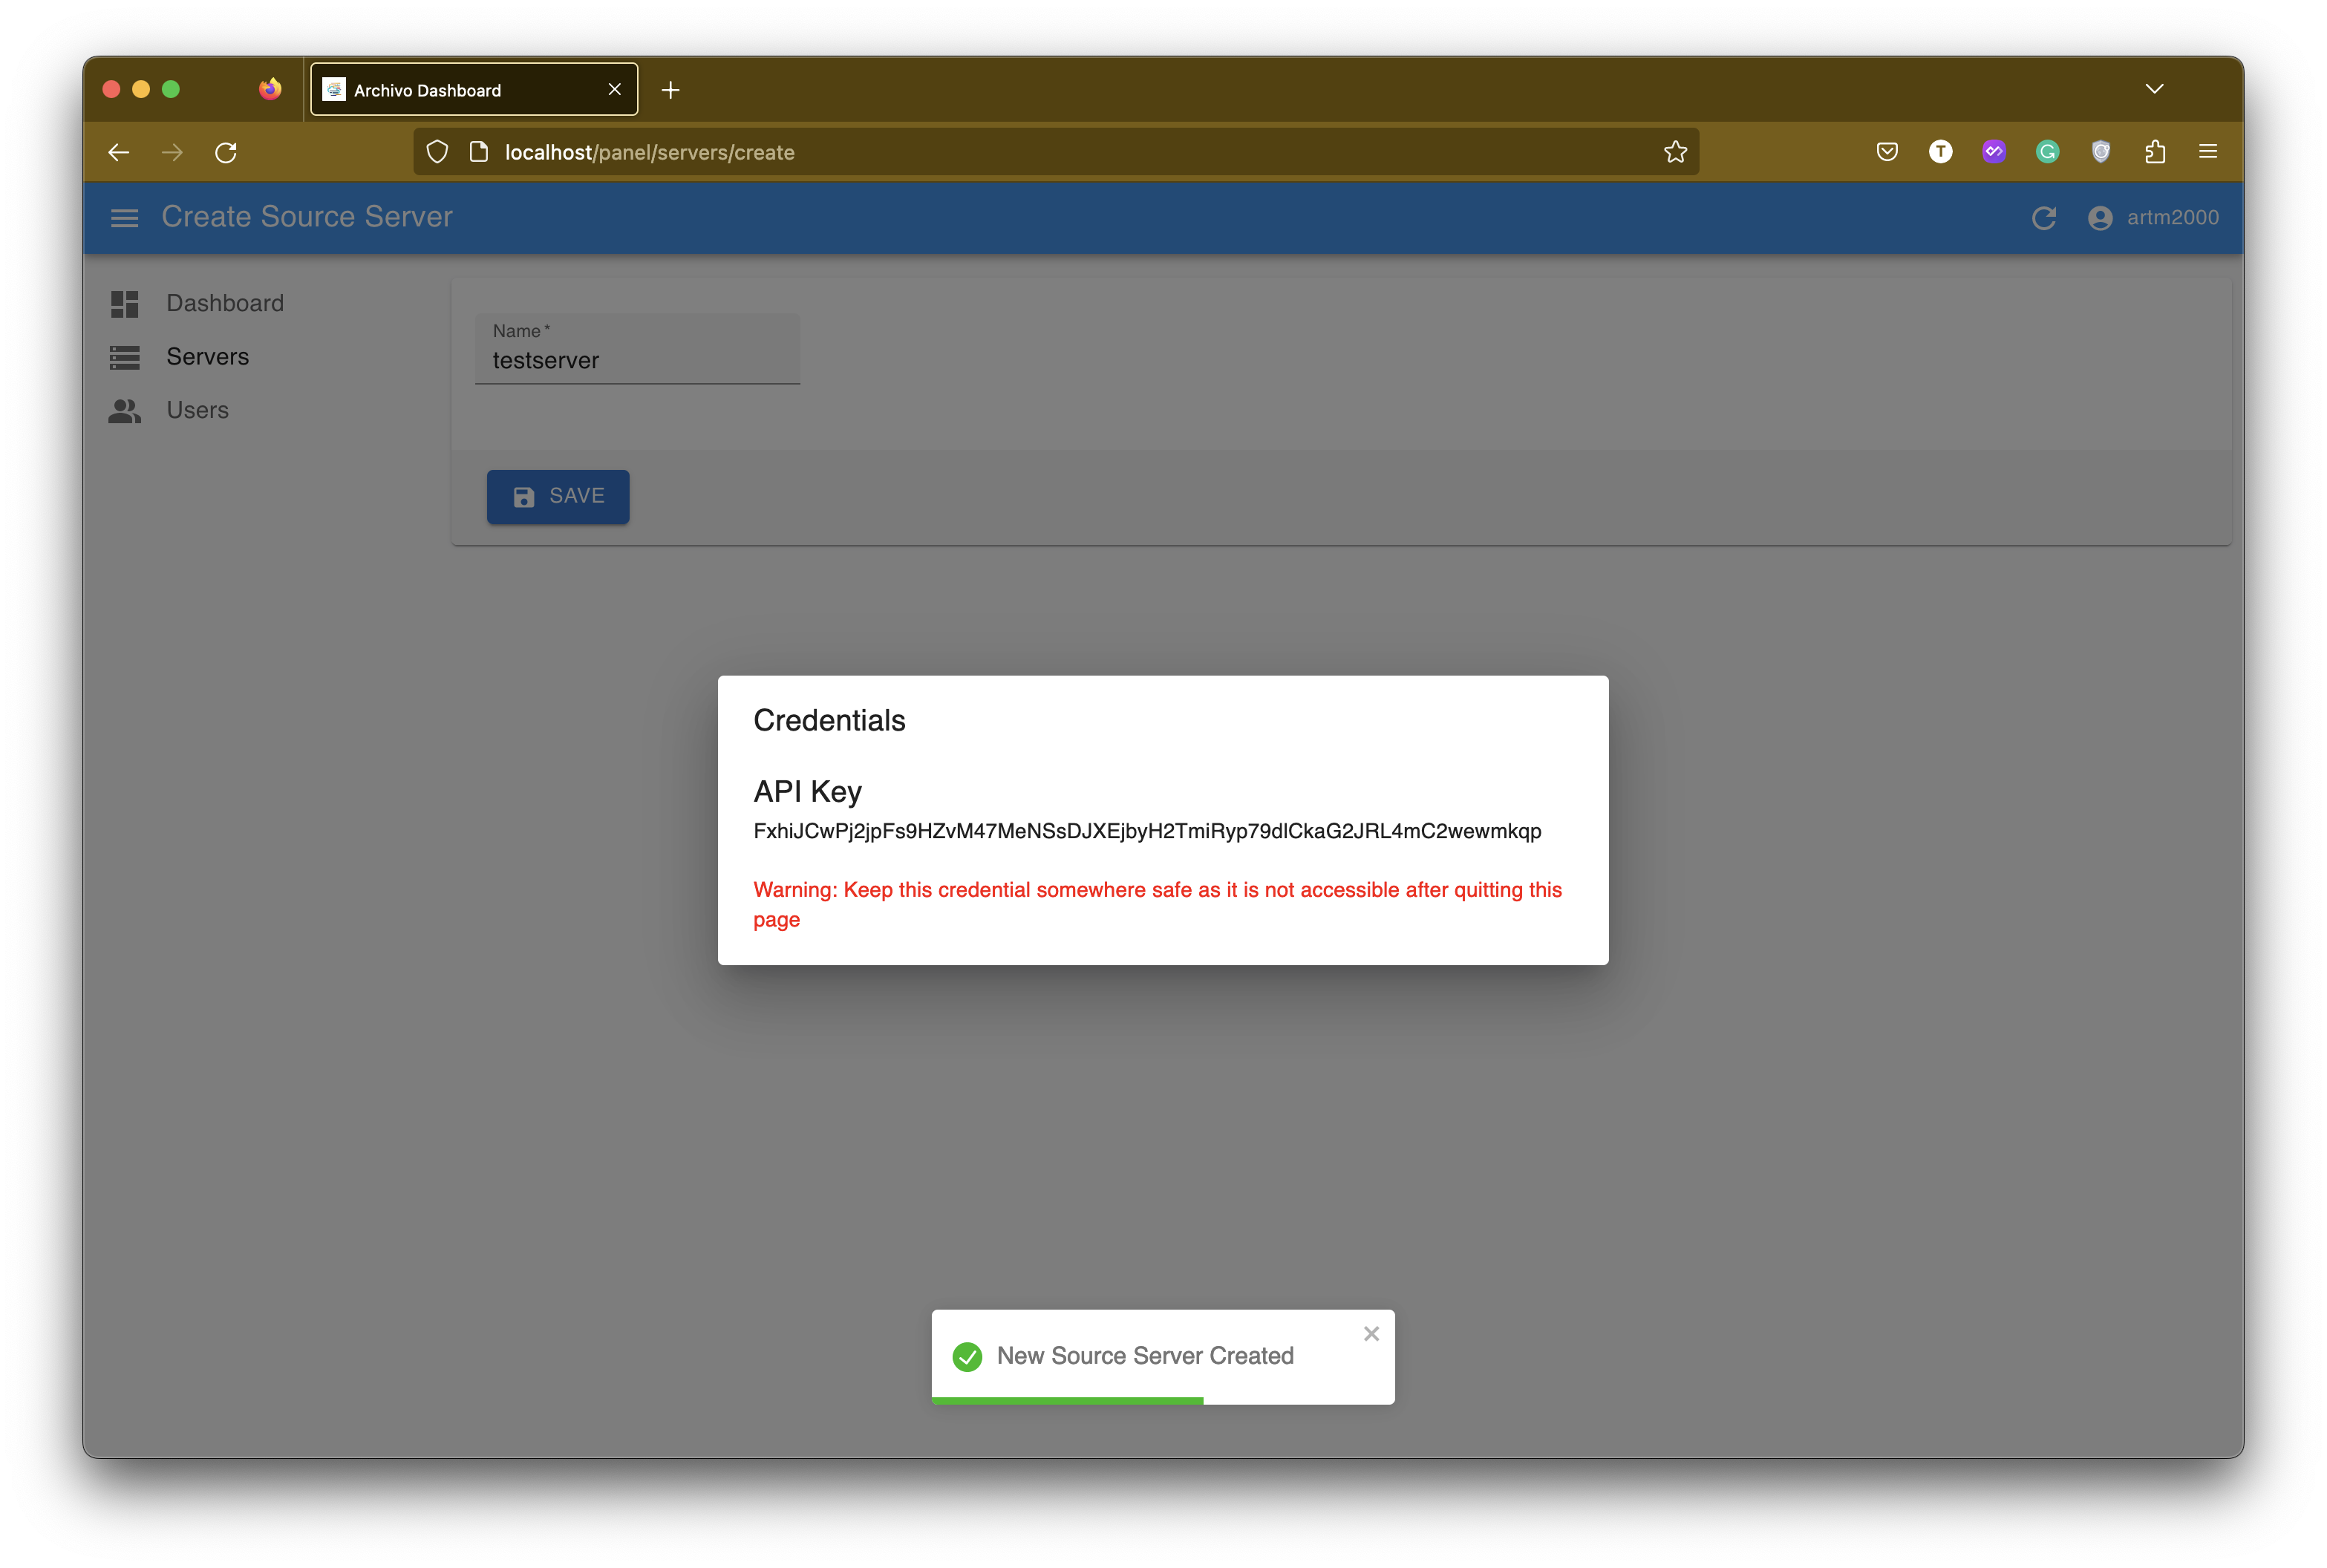 Archivo Dashboard
localhost/panel/servers/create
Create Source Server
artm2000
Dashboard
Servers
Users
Name *
testserver
SAVE
Credentials
API Key
FxhiJCwPj2jpFs9HZvM47MeNSsDJXEjbyH2TmiRyp79dlCkaG2JRL4mC2wewmkqp
Warning: Keep this credential somewhere safe as it is not accessible after quitting this
page
New Source Server Created